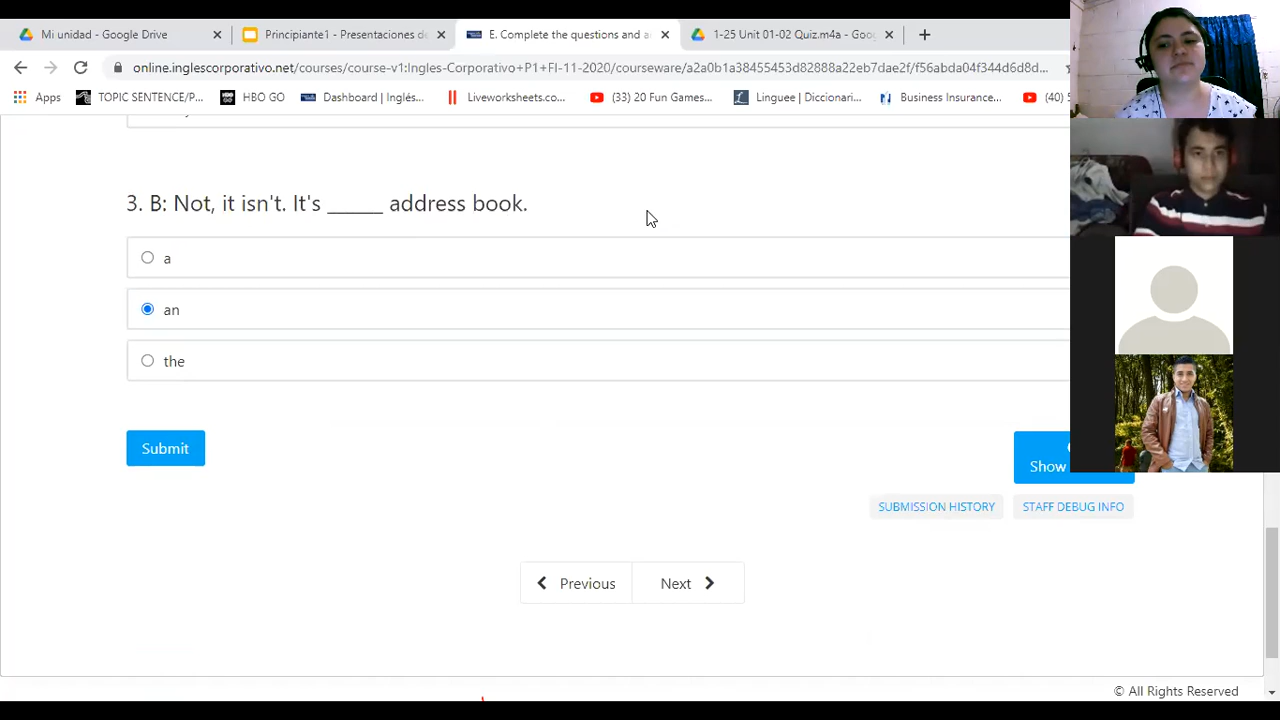 Mi unidad - Google Drive
Principiante1 - Presentaciones de
E. Complete the questions and a
1-25 Unit 01-02 Quiz.m4a - Goo
online.inglescorporativo.net/courses/course-v1:Ingles-Corporativo+P1+FI-11-2020/courseware/a2a0b1a38455453d82888a22eb7dae2f/f56abda04f344d6d8d...
Apps
TOPIC SENTENCE/P...
HBO GO
Dashboard | Inglés...
Liveworksheets.co...
(33) 20 Fun Games...
Linguee | Diccionari...
Business Insurance...
3. B: Not, it isn't. It's ______ address book.
a
an
the
Submit
Show
SUBMISSION HISTORY
STAFF DEBUG INFO
Previous
Next
© All Rights Reserved